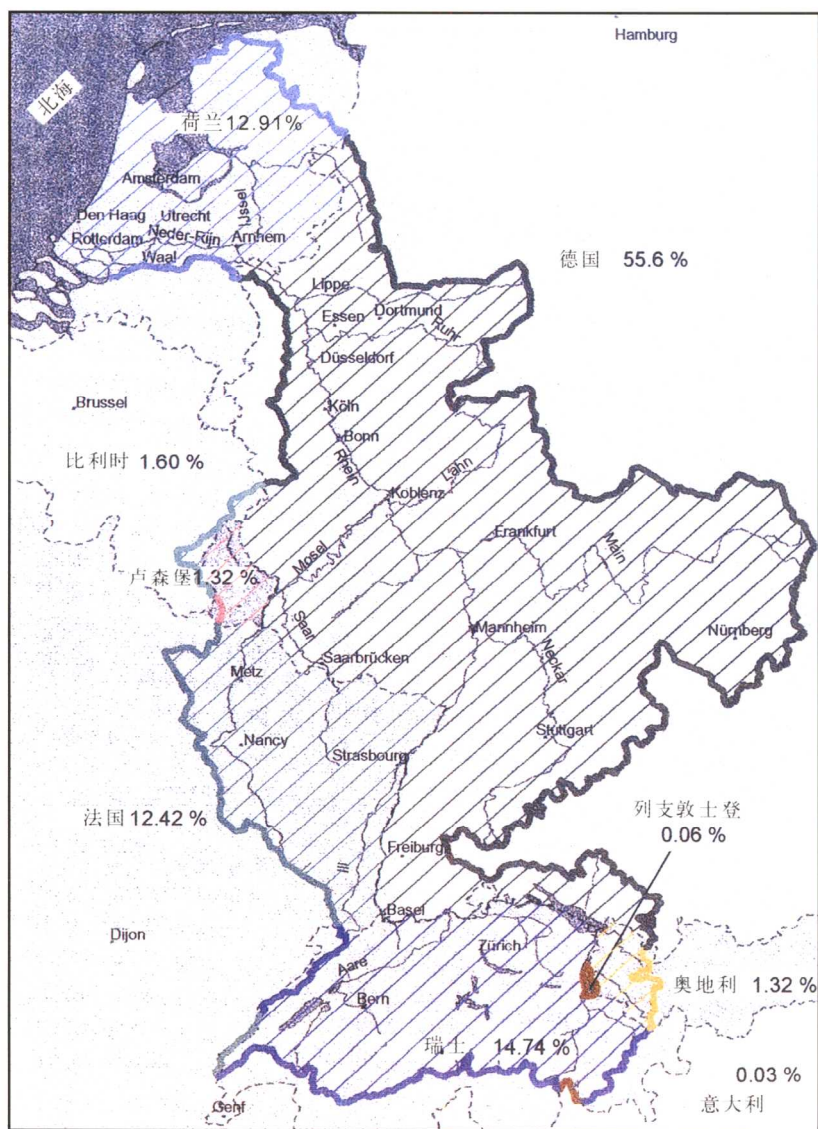 Hamburg
北海
荷兰 12.91%
Amsterdam
IJssel
Den Haag
Utrecht
Rotterdam
Neder-Rijn
Arnhem
Waal
德国 55.6 %
Lippe
Essen
Dortmund
Ruhr
Düsseldorf
Brussel
Köln
Bonn
比利时 1.60 %
Rhein
Lahn
Koblenz
Frankfurt
Main
Mosel
卢森堡 1.32 %
Saar
Mannheim
Nürnberg
Saarbrücken
Neckar
Metz
Nancy
Strasbourg
Stuttgart
法国 12.42 %
列支敦士登
0.06 %
Freiburg
Basel
Dijon
Zürich
Aare
Bern
奥地利 1.32 %
瑞士 14.74 %
0.03 %
意大利
Genf